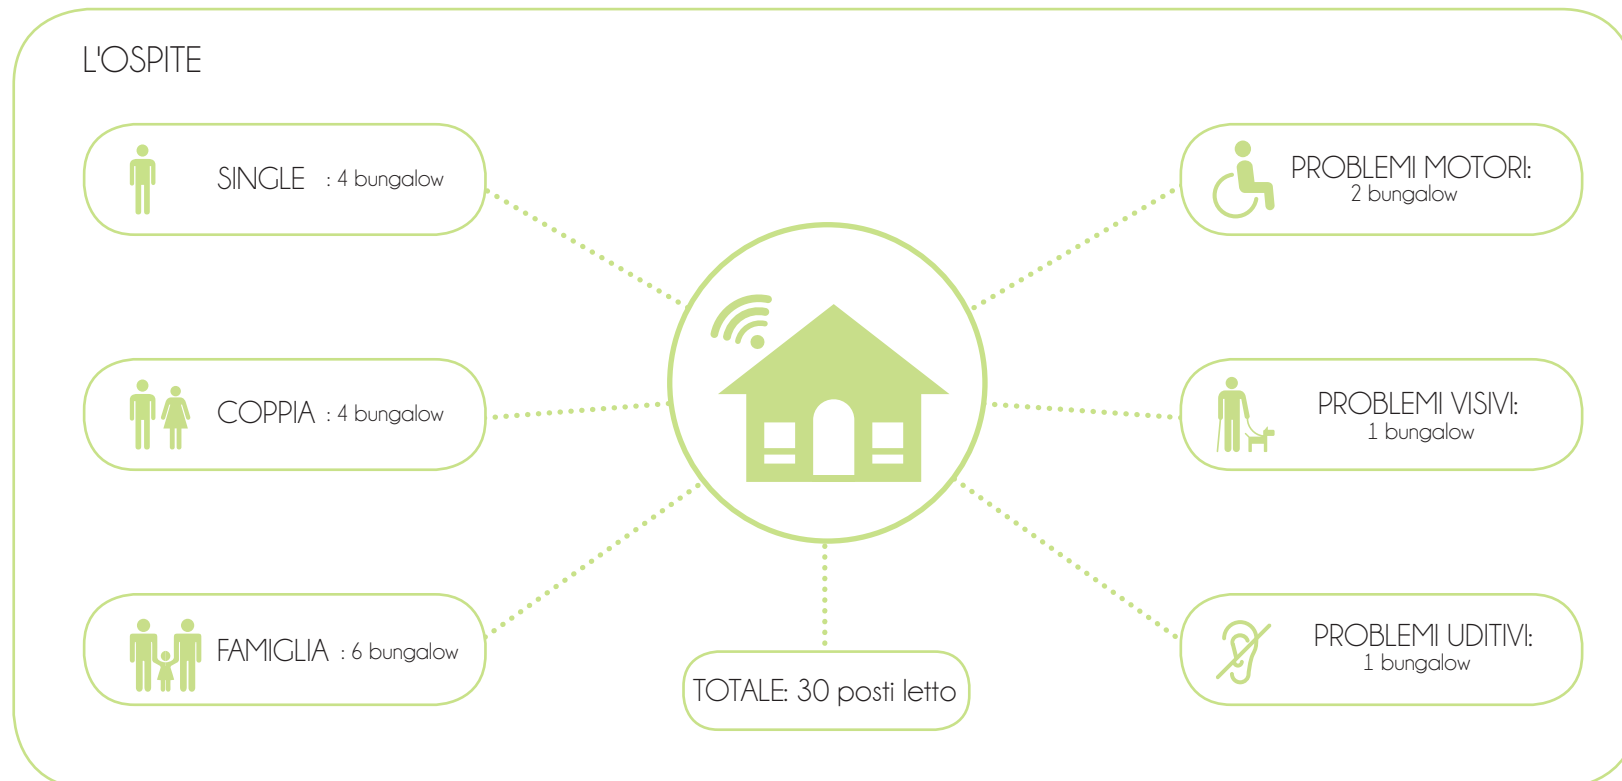 L'OSPITE
SINGLE : 4 bungalow
COPPIA : 4 bungalow
FAMIGLIA : 6 bungalow
TOTALE: 30 posti letto
PROBLEMI MOTORI:
2 bungalow
PROBLEMI VISIVI:
1 bungalow
PROBLEMI UDITIVI:
1 bungalow